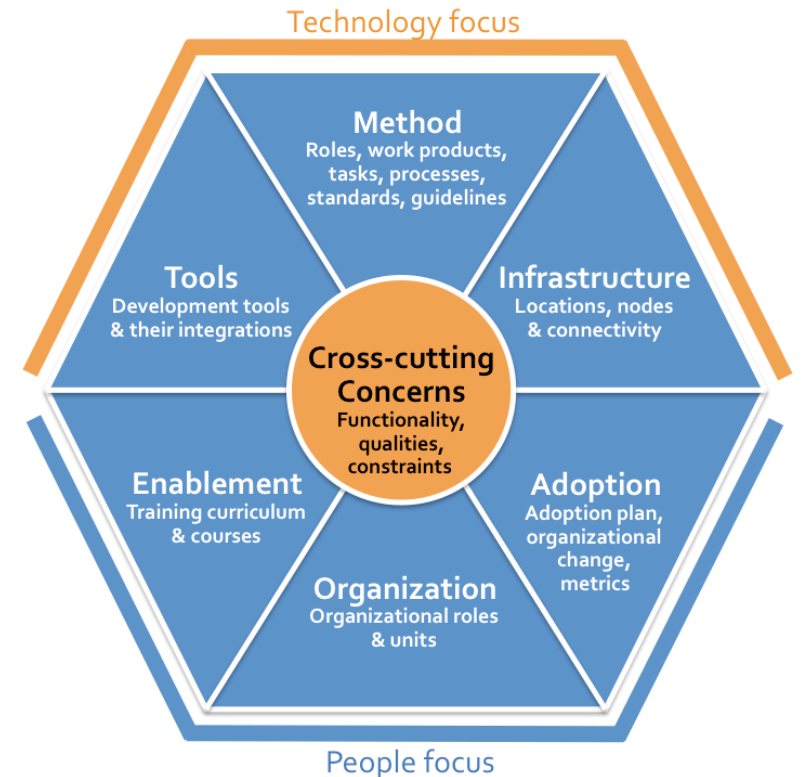 Technology focus
Method
Roles, work products,
tasks, processes,
standards, guidelines
Tools
Development tools
& their integrations
Infrastructure
Locations, nodes
& connectivity
Cross-cutting
Concerns
Functionality,
qualities,
constraints
Enablement
Training curriculum
& courses
Adoption
Adoption plan,
organizational
change,
metrics
Organization
Organizational roles
& units
People focus